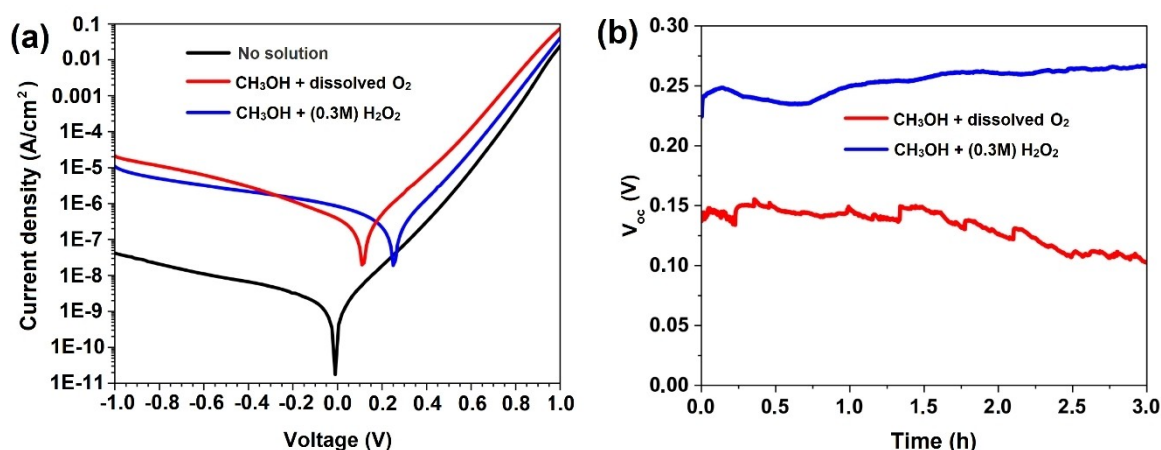 (a)
Current density (A/cm²)
0.1
0.01
0.001
1E-4
1E-5
1E-6
1E-7
1E-8
1E-9
1E-10
1E-11
No solution
CH₃OH + dissolved O₂
CH₃OH + (0.3M) H₂O₂
-1.0 -0.8 -0.6 -0.4 -0.2 0.0 0.2 0.4 0.6 0.8 1.0
Voltage (V)
(b)
V_oc (V)
0.30
0.25
0.20
0.15
0.10
0.05
0.00
CH₃OH + dissolved O₂
CH₃OH + (0.3M) H₂O₂
0.0 0.5 1.0 1.5 2.0 2.5 3.0
Time (h)